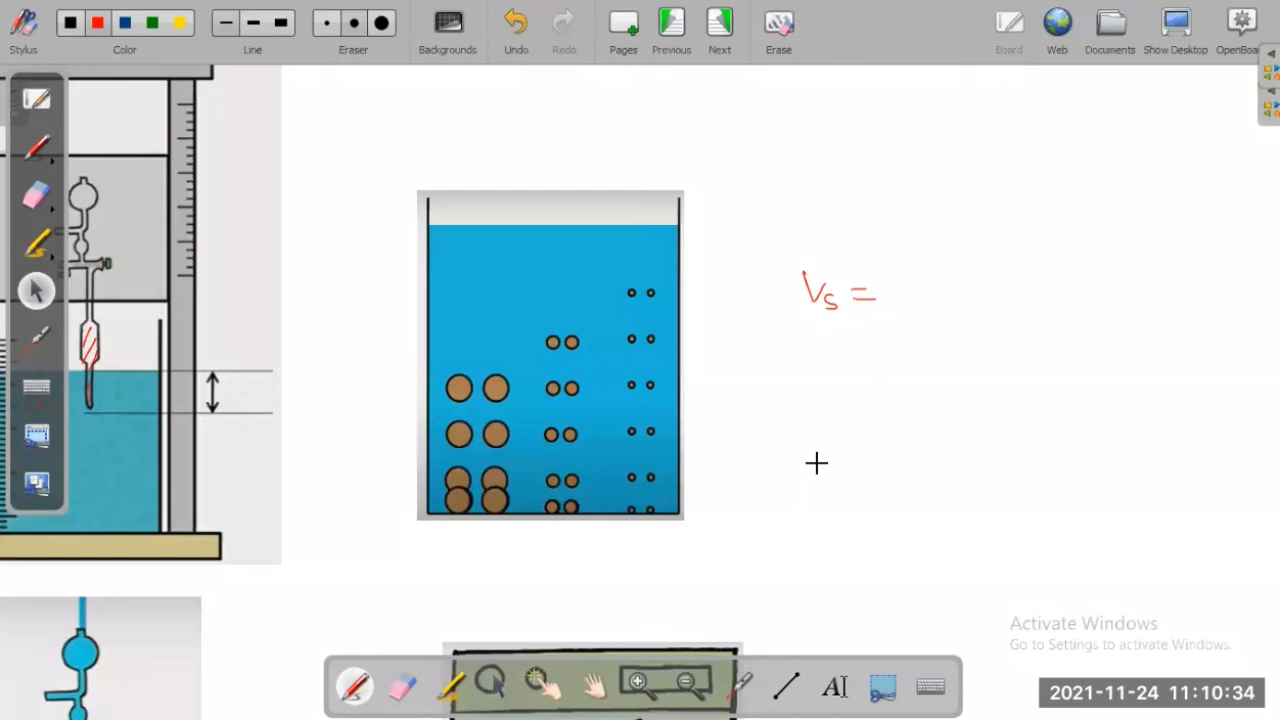 Stylus Color Line Eraser Backgrounds Undo Redo Pages Previous Next Erase Board Web Documents Show Desktop OpenBoa
Vs =
Activate Windows
Go to Settings to activate Windows.
2021-11-24 11:10:34